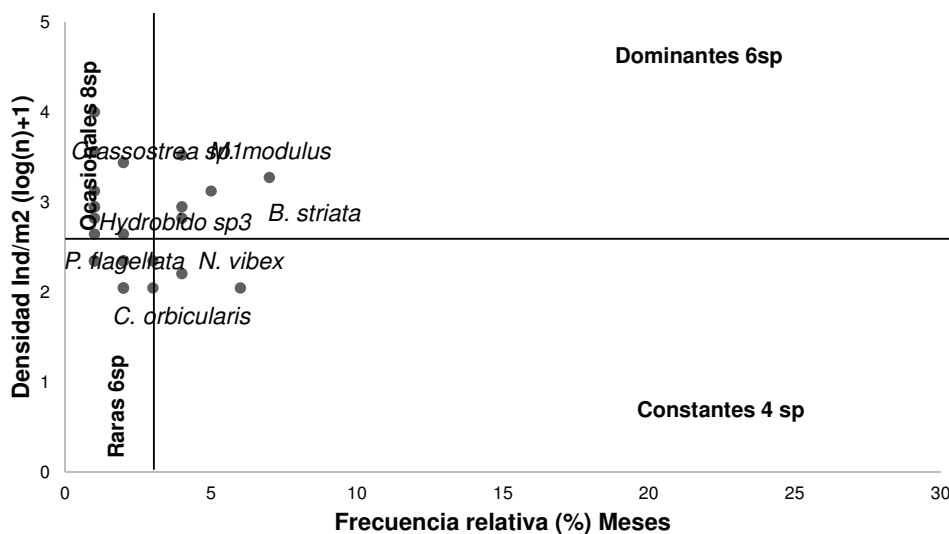 5
Dominantes 6sp
Ocasionales 8sp
4
Crassostrea sp1
M. modulus
3
B. striata
Hydrobido sp3
P. flagellata
N. vibex
2
C. orbicularis
Densidad Ind/m2 (log(n)+1)
1
Raras 6sp
Constantes 4 sp
0
0 5 10 15 20 25 30
Frecuencia relativa (%) Meses